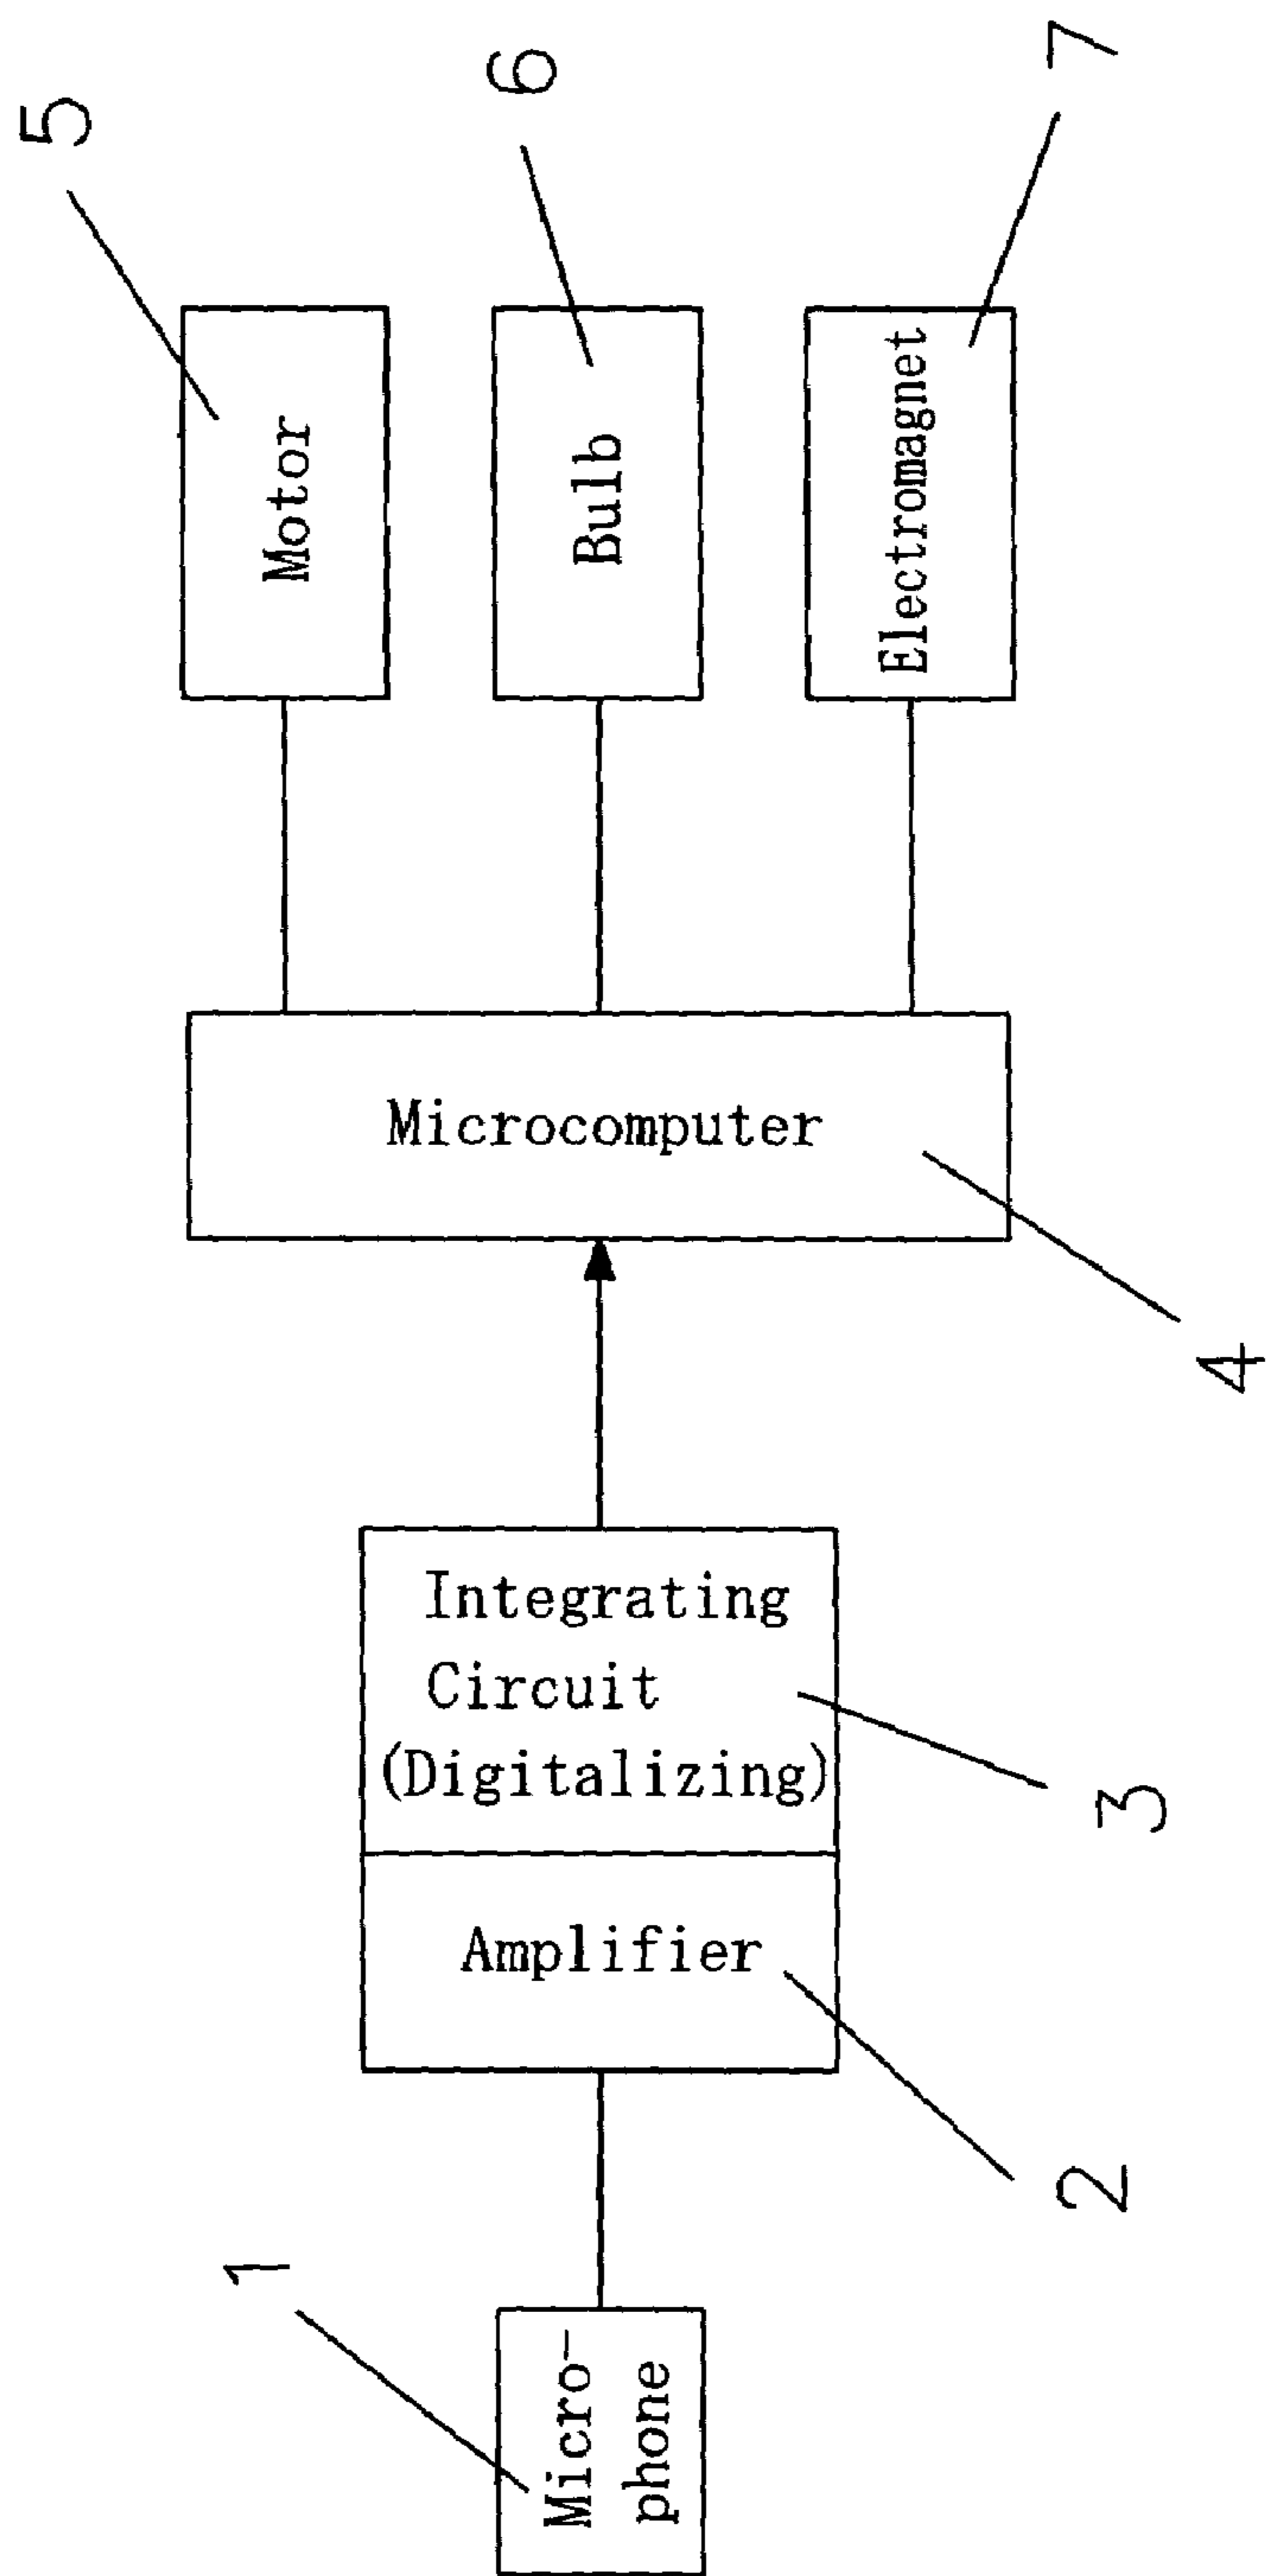 5
6
7
Motor
Bulb
Electromagnet
Microcomputer
4
Integrating
Circuit
(Digitalizing)
3
Amplifier
2
1
Micro-
phone